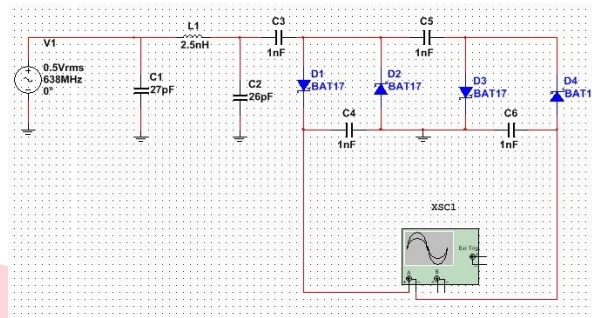 V1
0.5Vrms
638MHz
0°
C1
27pF
L1
2.5nH
C2
26pF
C3
1nF
D1
BAT17
D2
BAT17
C4
1nF
C5
1nF
D3
BAT17
D4
BAT1
C6
1nF
XSC1
Ext Trig
A
B